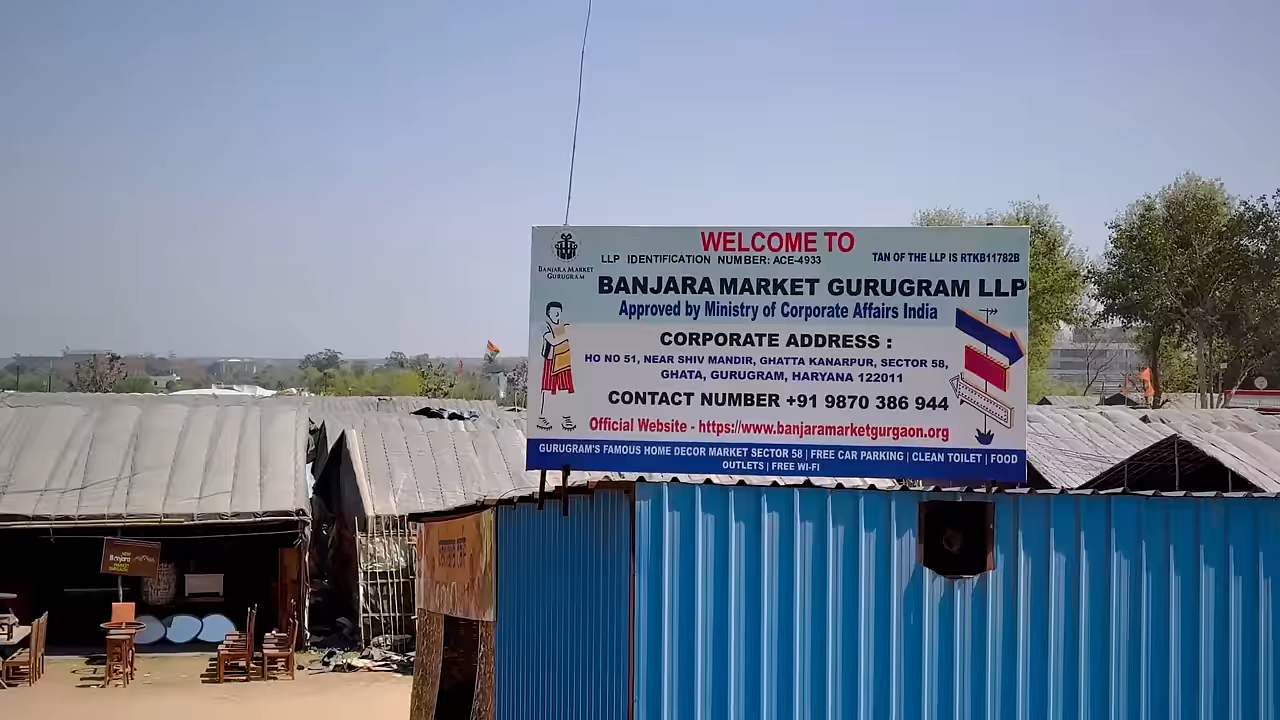 WELCOME TO
LLP IDENTIFICATION NUMBER: ACE-4933
TAN OF THE LLP IS RTKB11782B
BANJARA MARKET
GURUGRAM
BANJARA MARKET GURUGRAM LLP
Approved by Ministry of Corporate Affairs India
CORPORATE ADDRESS :
HO NO 51, NEAR SHIV MANDIR, GHATTA KANARPUR, SECTOR 58,
GHATA, GURUGRAM, HARYANA 122011
CONTACT NUMBER +91 9870 386 944
Official Website - https://www.banjaramarketgurgaon.org
GURUGRAM'S FAMOUS HOME DECOR MARKET SECTOR 58 | FREE CAR PARKING | CLEAN TOILET | FOOD
OUTLETS | FREE WI-FI
Banjara
MARKET